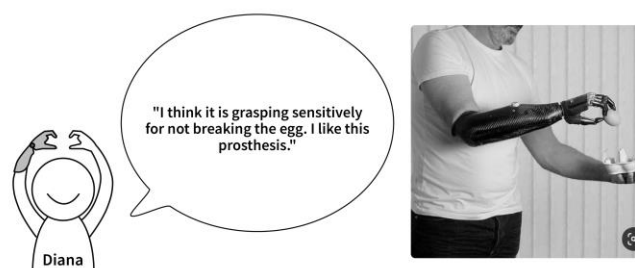 "I think it is grasping sensitively
for not breaking the egg. I like this
prosthesis."
Diana